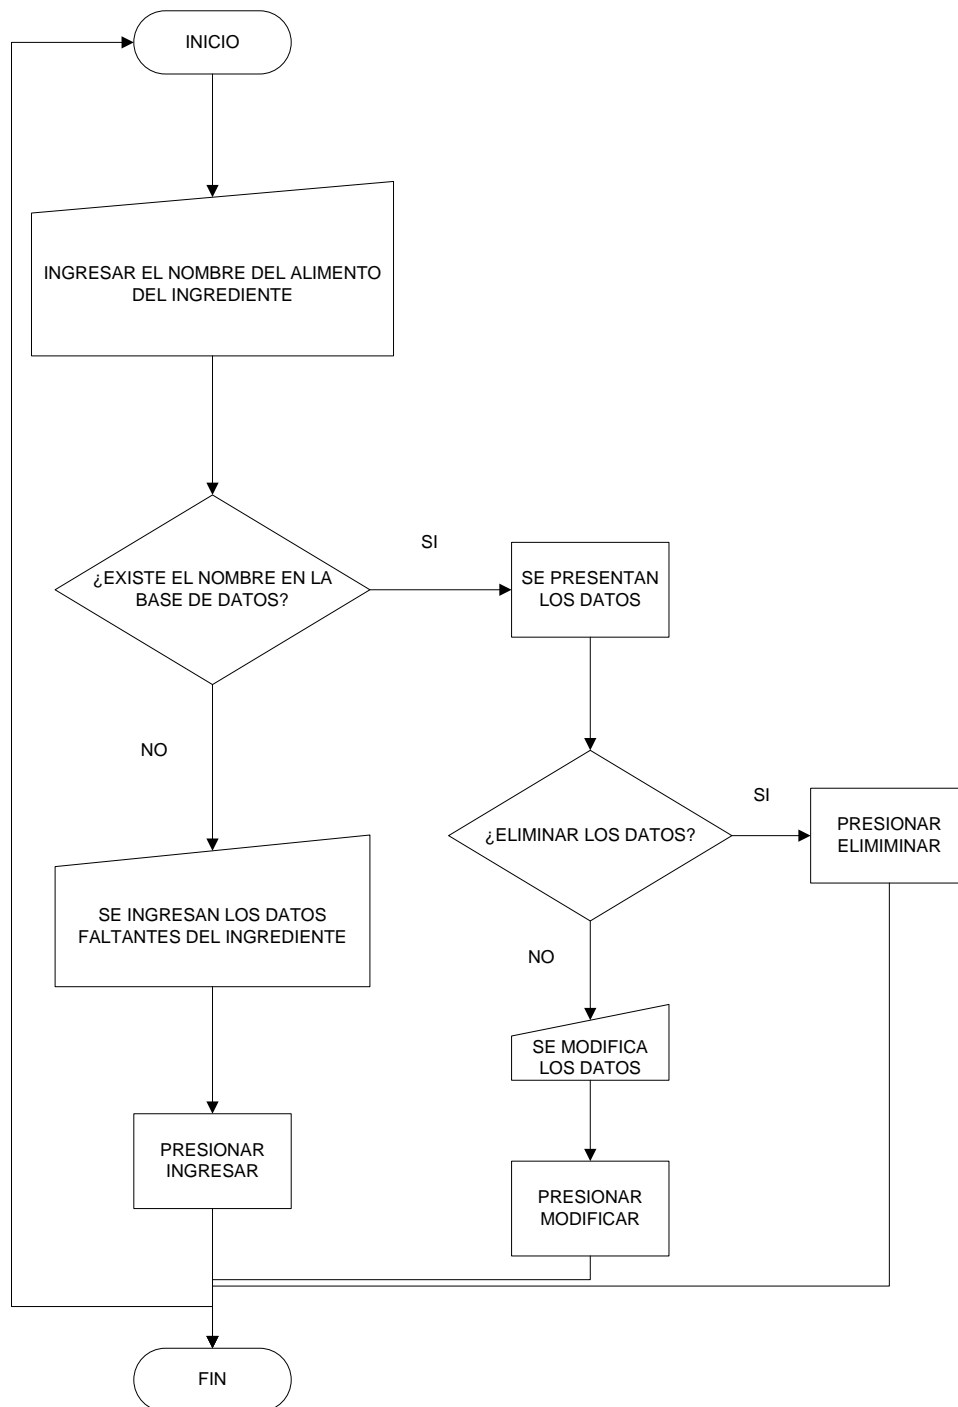 INICIO
INGRESAR EL NOMBRE DEL ALIMENTO
DEL INGREDIENTE
¿EXISTE EL NOMBRE EN LA
BASE DE DATOS?
SI
SE PRESENTAN
LOS DATOS
NO
¿ELIMINAR LOS DATOS?
SI
PRESIONAR
ELIMIMINAR
SE INGRESAN LOS DATOS
FALTANTES DEL INGREDIENTE
NO
SE MODIFICA
LOS DATOS
PRESIONAR
INGRESAR
PRESIONAR
MODIFICAR
FIN